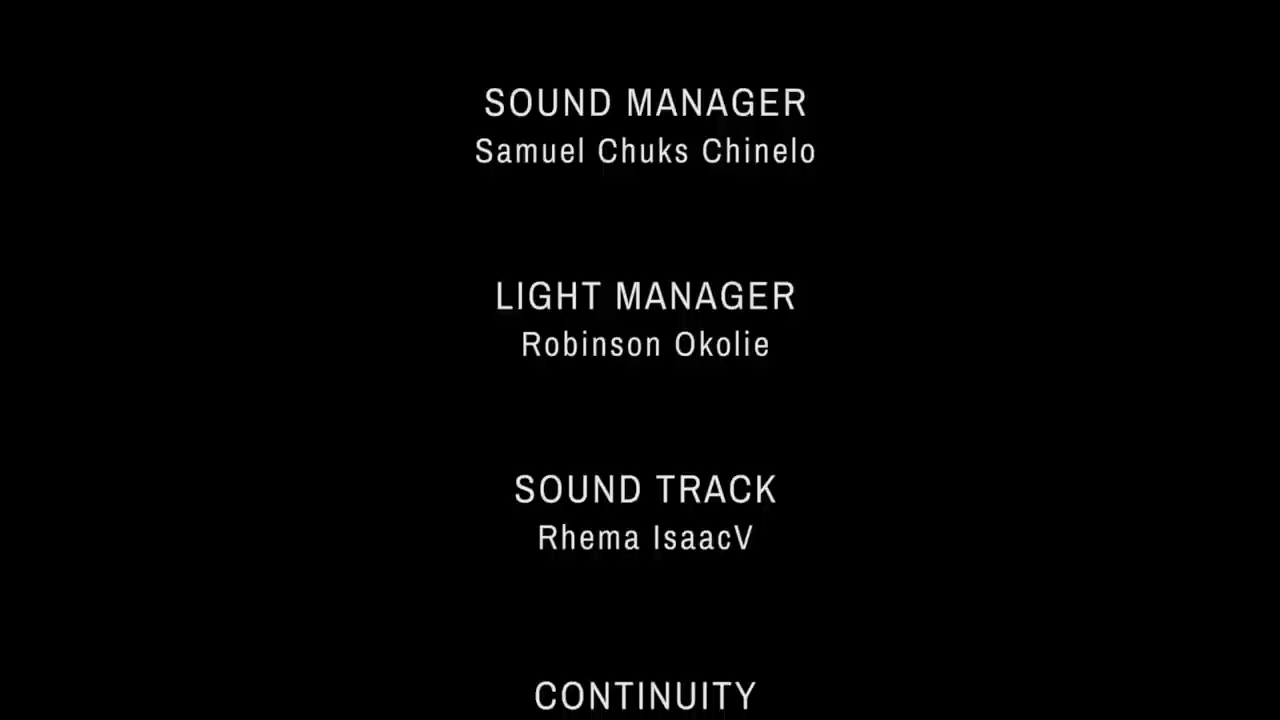 SOUND MANAGER
Samuel Chuks Chinelo
LIGHT MANAGER
Robinson Okolie
SOUND TRACK
Rhema IsaacV
CONTINUITY